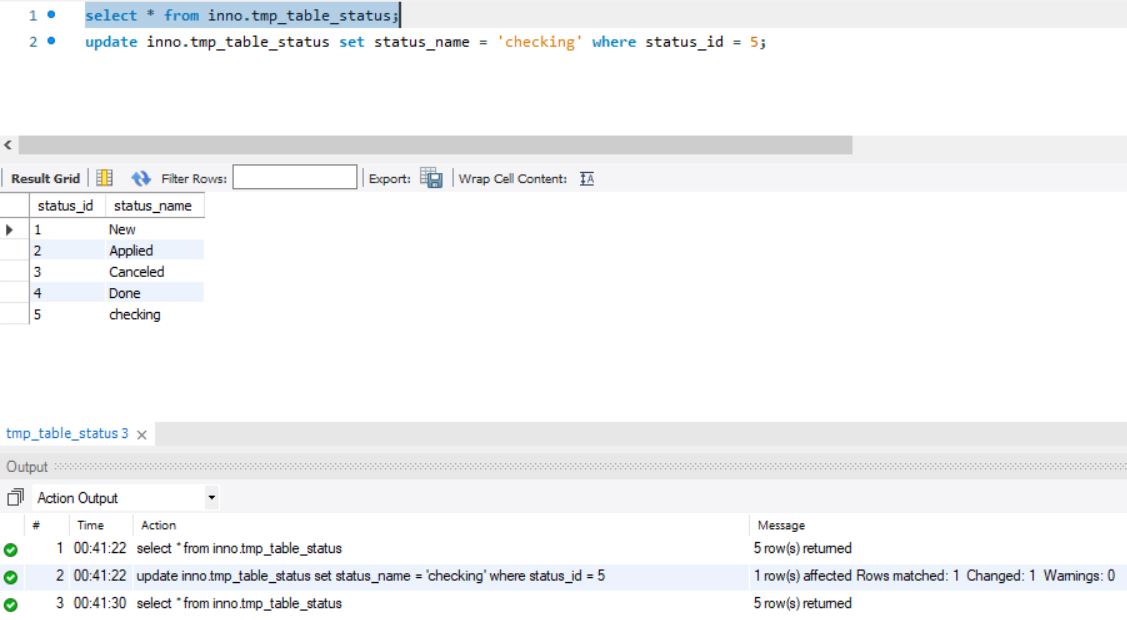 1 select * from inno.tmp_table_status;
2 update inno.tmp_table_status set status_name = 'checking' where status_id = 5;
Result Grid Filter Rows: Export: Wrap Cell Content: IA
status_id status_name
1 New
2 Applied
3 Canceled
4 Done
5 checking
tmp_table_status 3
Output
Action Output
# Time Action Message
1 00:41:22 select * from inno.tmp_table_status 5 row(s) returned
2 00:41:22 update inno.tmp_table_status set status_name = 'checking' where status_id = 5 1 row(s) affected Rows matched: 1 Changed: 1 Warnings: 0
3 00:41:30 select * from inno.tmp_table_status 5 row(s) returned